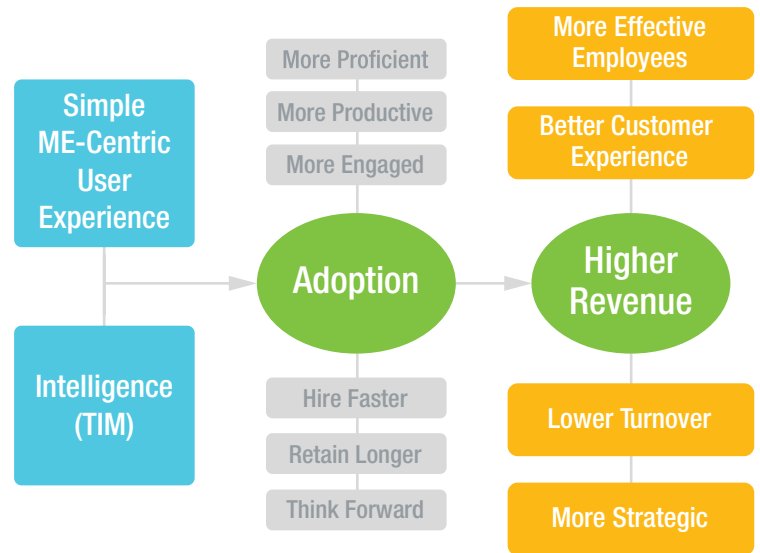 Simple
ME-Centric
User
Experience
Intelligence
(TIM)
More Proficient
More Productive
More Engaged
Adoption
Hire Faster
Retain Longer
Think Forward
More Effective
Employees
Better Customer
Experience
Higher
Revenue
Lower Turnover
More Strategic